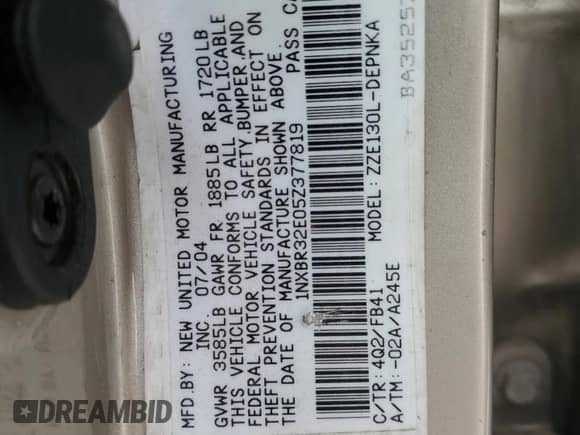 MFD.BY: NEW UNITED MOTOR MANUFACTURING
INC. 07/04
GVWR 3585LB GAWR FR 1885LB RR 1720LB
THIS VEHICLE CONFORMS TO ALL APPLICABLE
FEDERAL MOTOR VEHICLE SAFETY,BUMPER,AND
THEFT PREVENTION STANDARDS IN EFFECT ON
THE DATE OF MANUFACTURE SHOWN ABOVE.
1NXBR32E05Z377819 PASS CA
C/TR: 4Q2/FB41 MODEL: ZZE130L-DEPNKA
A/TM: -02A/A245E
BA35257
DREAMBID